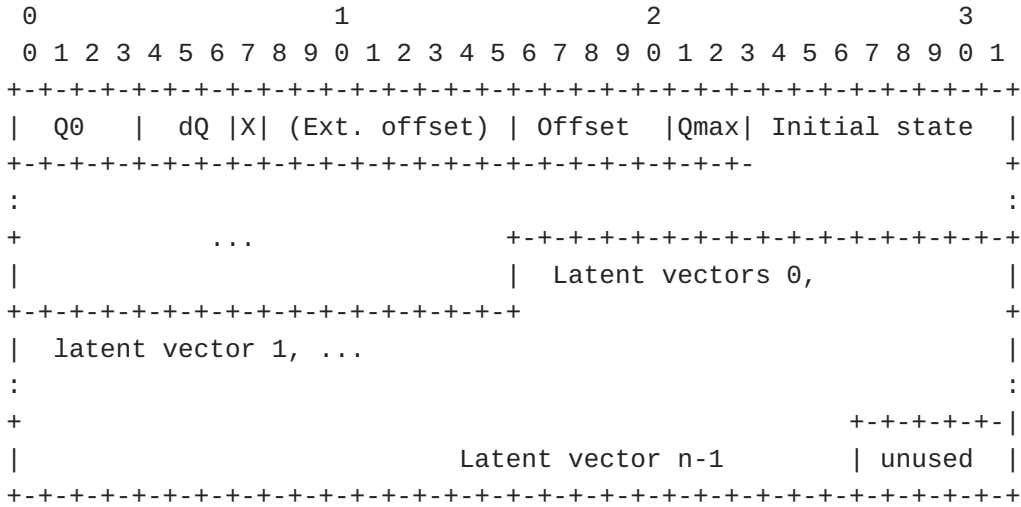 0                   1                   2                   3
 0 1 2 3 4 5 6 7 8 9 0 1 2 3 4 5 6 7 8 9 0 1 2 3 4 5 6 7 8 9 0 1
+-+-+-+-+-+-+-+-+-+-+-+-+-+-+-+-+-+-+-+-+-+-+-+-+-+-+-+-+-+-+-+-+
|  Q0   |  dQ |X| (Ext. offset) | Offset  |Qmax| Initial state  |
+-+-+-+-+-+-+-+-+-+-+-+-+-+-+-+-+-+-+-+-+-+-+-+-                +
:                                                               :
+            ...                +-+-+-+-+-+-+-+-+-+-+-+-+-+-+-+-+
|                               |  Latent vectors 0,            |
+-+-+-+-+-+-+-+-+-+-+-+-+-+-+-+-+                               +
|  latent vector 1, ...                                         |
:                                                               :
+                                                     +-+-+-+-+-|
|                            Latent vector n-1        | unused  |
+-+-+-+-+-+-+-+-+-+-+-+-+-+-+-+-+-+-+-+-+-+-+-+-+-+-+-+-+-+-+-+-+